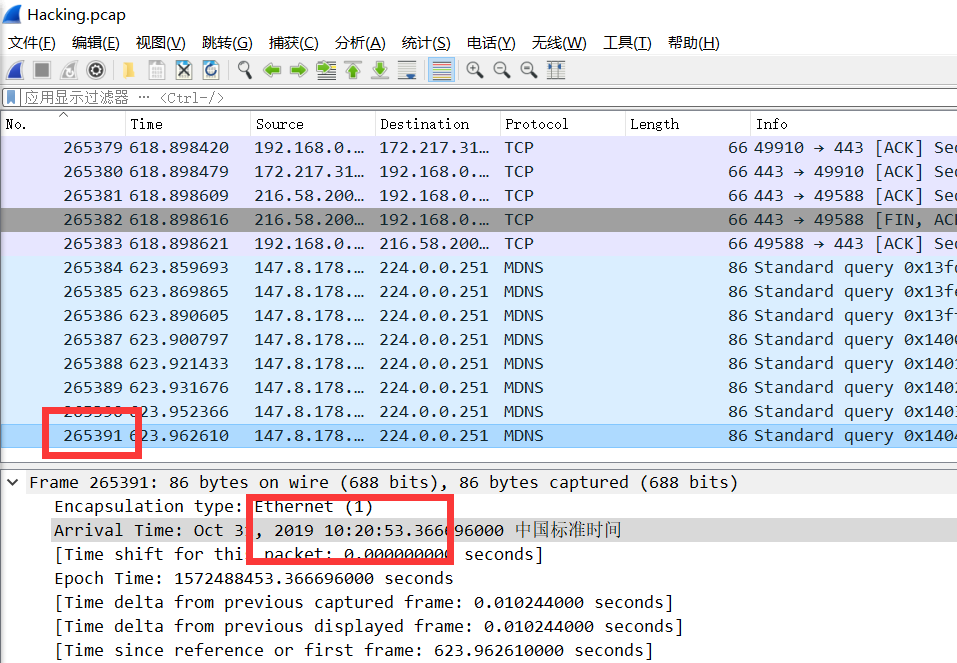 Hacking.pcap
文件(F) 编辑(E) 视图(V) 跳转(G) 捕获(C) 分析(A) 统计(S) 电话(Y) 无线(W) 工具(T) 帮助(H)
应用显示过滤器 … <Ctrl-/>
No. Time Source Destination Protocol Length Info
265379 618.898420 192.168.0.… 172.217.31… TCP 66 49910 → 443 [ACK] Sec
265380 618.898479 172.217.31… 192.168.0.… TCP 66 443 → 49910 [ACK] Sec
265381 618.898609 216.58.200… 192.168.0.… TCP 66 443 → 49588 [ACK] Sec
265382 618.898616 216.58.200… 192.168.0.… TCP 66 443 → 49588 [FIN, ACK
265383 618.898621 192.168.0.… 216.58.200… TCP 66 49588 → 443 [ACK] Sec
265384 623.859693 147.8.178.… 224.0.0.251 MDNS 86 Standard query 0x13fd
265385 623.869865 147.8.178.… 224.0.0.251 MDNS 86 Standard query 0x13fe
265386 623.890605 147.8.178.… 224.0.0.251 MDNS 86 Standard query 0x13ff
265387 623.900797 147.8.178.… 224.0.0.251 MDNS 86 Standard query 0x1400
265388 623.921433 147.8.178.… 224.0.0.251 MDNS 86 Standard query 0x1401
265389 623.931676 147.8.178.… 224.0.0.251 MDNS 86 Standard query 0x1402
265390 623.952366 147.8.178.… 224.0.0.251 MDNS 86 Standard query 0x1403
265391 623.962610 147.8.178.… 224.0.0.251 MDNS 86 Standard query 0x1404
Frame 265391: 86 bytes on wire (688 bits), 86 bytes captured (688 bits)
Encapsulation type: Ethernet (1)
Arrival Time: Oct 31, 2019 10:20:53.366696000 中国标准时间
[Time shift for this packet: 0.000000000 seconds]
Epoch Time: 1572488453.366696000 seconds
[Time delta from previous captured frame: 0.010244000 seconds]
[Time delta from previous displayed frame: 0.010244000 seconds]
[Time since reference or first frame: 623.962610000 seconds]